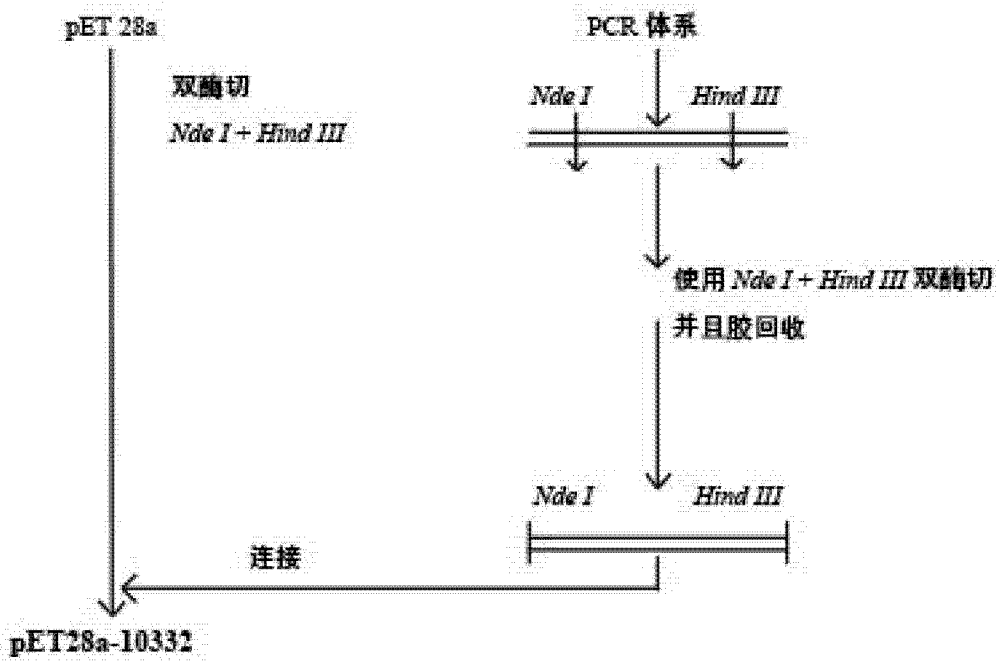 pET 28a
PCR 体系
双酶切
Nde I + Hind III
Nde I
Hind III
使用 Nde I + Hind III 双酶切
并且胶回收
Nde I
Hind III
连接
pET28a-10332